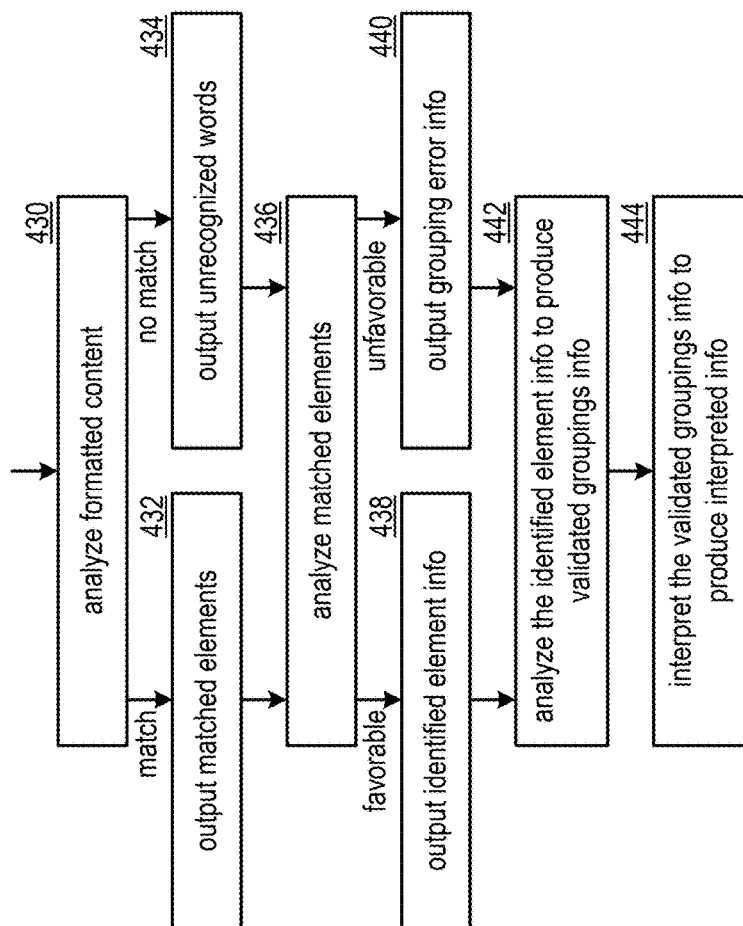 430
analyze formatted content
match
no match
432
output matched elements
434
output unrecognized words
436
analyze matched elements
favorable
unfavorable
438
output identified element info
440
output grouping error info
442
analyze the identified element info to produce
validated groupings info
444
interpret the validated groupings info to
produce interpreted info